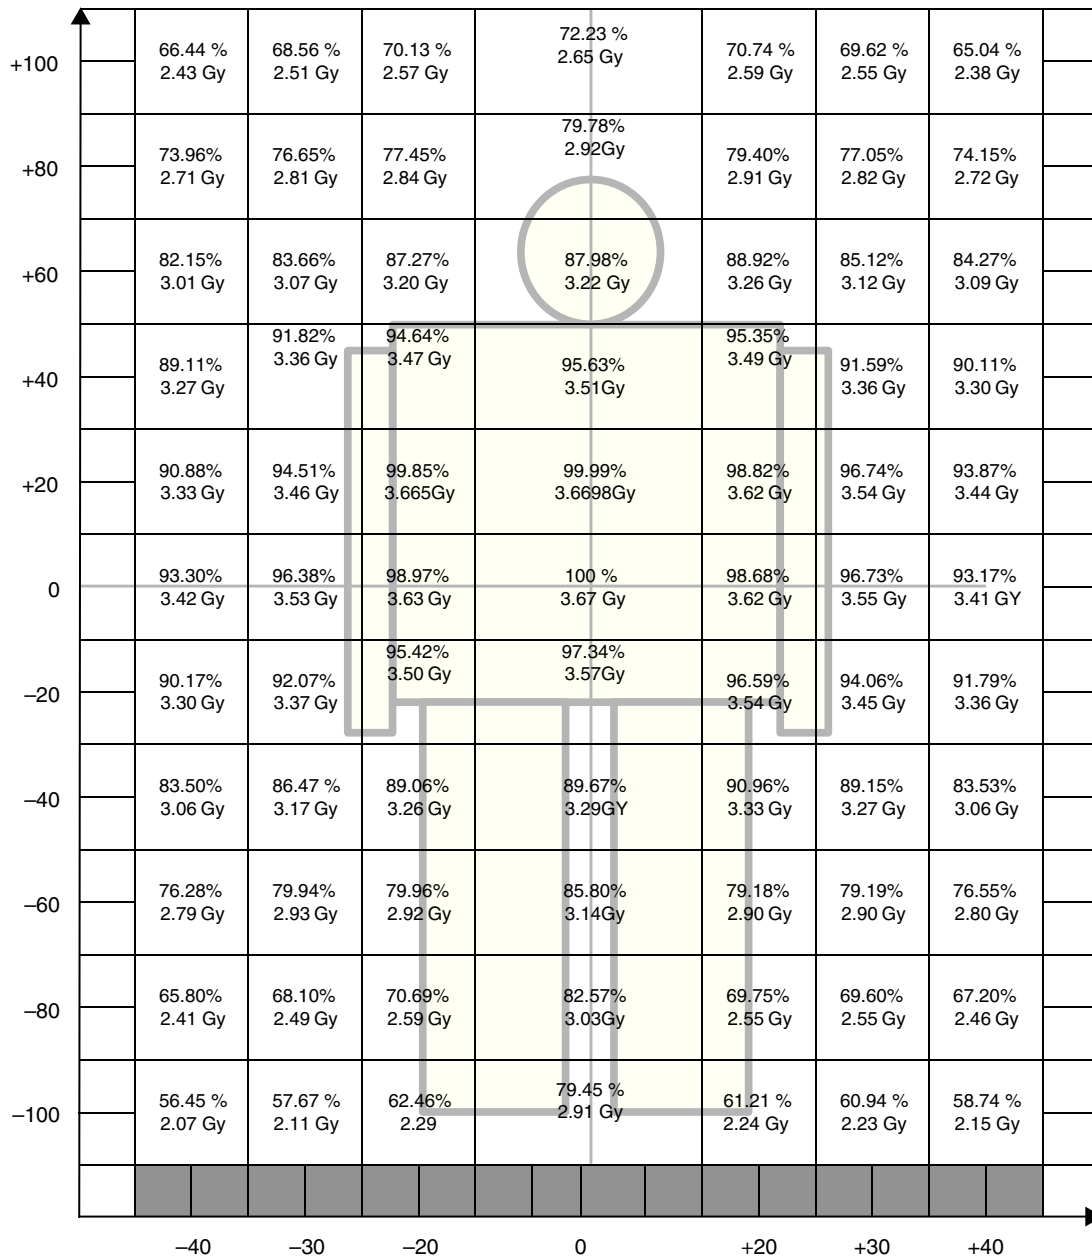 +100
66.44 %
2.43 Gy
68.56 %
2.51 Gy
70.13 %
2.57 Gy
72.23 %
2.65 Gy
70.74 %
2.59 Gy
69.62 %
2.55 Gy
65.04 %
2.38 Gy
+80
73.96%
2.71 Gy
76.65%
2.81 Gy
77.45%
2.84 Gy
79.78%
2.92Gy
79.40%
2.91 Gy
77.05%
2.82 Gy
74.15%
2.72 Gy
+60
82.15%
3.01 Gy
83.66%
3.07 Gy
87.27%
3.20 Gy
87.98%
3.22 Gy
88.92%
3.26 Gy
85.12%
3.12 Gy
84.27%
3.09 Gy
+40
89.11%
3.27 Gy
91.82%
3.36 Gy
94.64%
3.47 Gy
95.63%
3.51Gy
95.35%
3.49 Gy
91.59%
3.36 Gy
90.11%
3.30 Gy
+20
90.88%
3.33 Gy
94.51%
3.46 Gy
99.85%
3.665Gy
99.99%
3.6698Gy
98.82%
3.62 Gy
96.74%
3.54 Gy
93.87%
3.44 Gy
0
93.30%
3.42 Gy
96.38%
3.53 Gy
98.97%
3.63 Gy
100 %
3.67 Gy
98.68%
3.62 Gy
96.73%
3.55 Gy
93.17%
3.41 GY
−20
90.17%
3.30 Gy
92.07%
3.37 Gy
95.42%
3.50 Gy
97.34%
3.57Gy
96.59%
3.54 Gy
94.06%
3.45 Gy
91.79%
3.36 Gy
−40
83.50%
3.06 Gy
86.47 %
3.17 Gy
89.06%
3.26 Gy
89.67%
3.29GY
90.96%
3.33 Gy
89.15%
3.27 Gy
83.53%
3.06 Gy
−60
76.28%
2.79 Gy
79.94%
2.93 Gy
79.96%
2.92 Gy
85.80%
3.14Gy
79.18%
2.90 Gy
79.19%
2.90 Gy
76.55%
2.80 Gy
−80
65.80%
2.41 Gy
68.10%
2.49 Gy
70.69%
2.59 Gy
82.57%
3.03Gy
69.75%
2.55 Gy
69.60%
2.55 Gy
67.20%
2.46 Gy
−100
56.45 %
2.07 Gy
57.67 %
2.11 Gy
62.46%
2.29
79.45 %
2.91 Gy
61.21 %
2.24 Gy
60.94 %
2.23 Gy
58.74 %
2.15 Gy
−40
−30
−20
0
+20
+30
+40